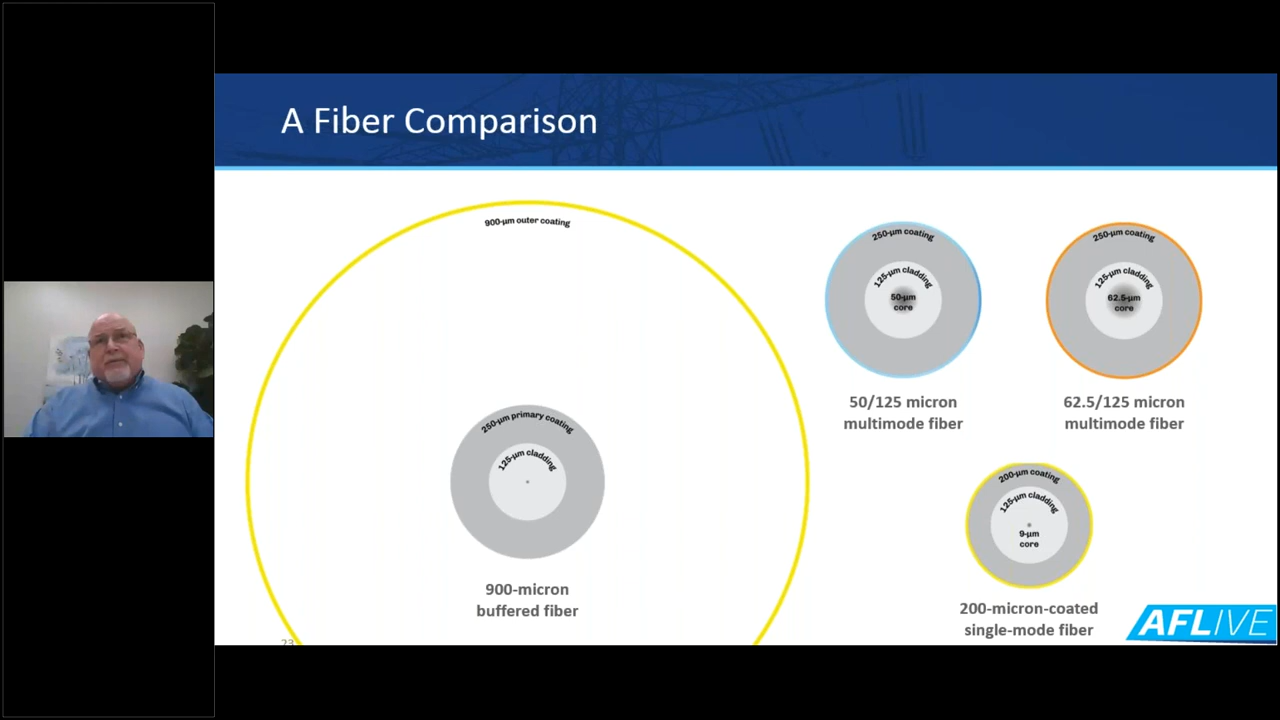 A Fiber Comparison
900-µm outer coating
250-µm primary coating
125-µm cladding
900-micron
buffered fiber
250-µm coating
125-µm cladding
50-µm
core
50/125 micron
multimode fiber
250-µm coating
125-µm cladding
62.5-µm
core
62.5/125 micron
multimode fiber
200-µm coating
125-µm cladding
9-µm
core
200-micron-coated
single-mode fiber
23
AFLIVE